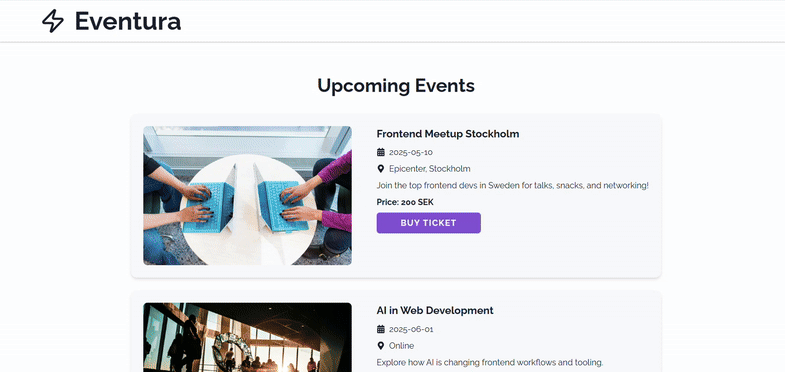 Eventura
Upcoming Events
Frontend Meetup Stockholm
2025-05-10
Epicenter, Stockholm
Join the top frontend devs in Sweden for talks, snacks, and networking!
Price: 200 SEK
BUY TICKET
AI in Web Development
2025-06-01
Online
Explore how AI is changing frontend workflows and tooling.